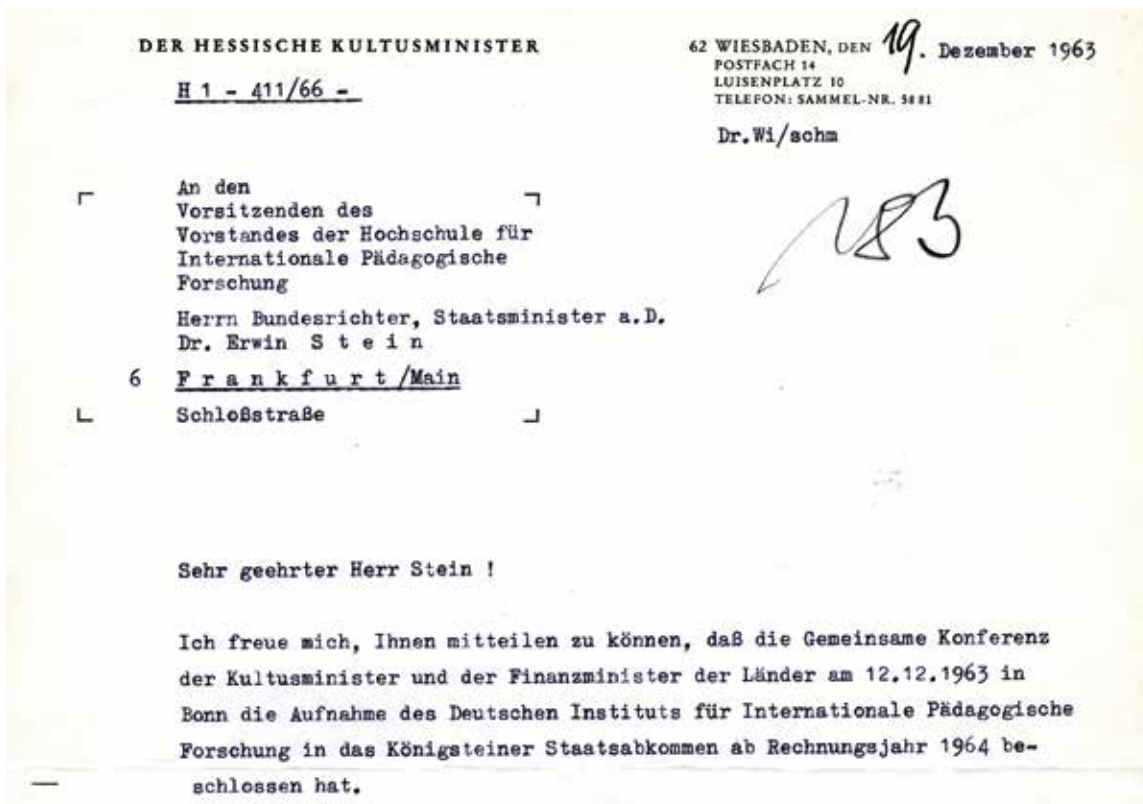 DER HESSISCHE KULTUSMINISTER
H 1 - 411/66 -
62 WIESBADEN, DEN 19. Dezember 1963
POSTFACH 14
LUISENPLATZ 10
TELEFON: SAMMEL-NR. 5881
Dr.Wi/schm
An den
Vorsitzenden des
Vorstandes der Hochschule für
Internationale Pädagogische
Forschung
Herrn Bundesrichter, Staatsminister a.D.
Dr. Erwin S t e i n
6 F r a n k f u r t /Main
Schloßstraße
Sehr geehrter Herr Stein !
Ich freue mich, Ihnen mitteilen zu können, daß die Gemeinsame Konferenz
der Kultusminister und der Finanzminister der Länder am 12.12.1963 in
Bonn die Aufnahme des Deutschen Instituts für Internationale Pädagogische
Forschung in das Königsteiner Staatsabkommen ab Rechnungsjahr 1964 be-
schlossen hat.